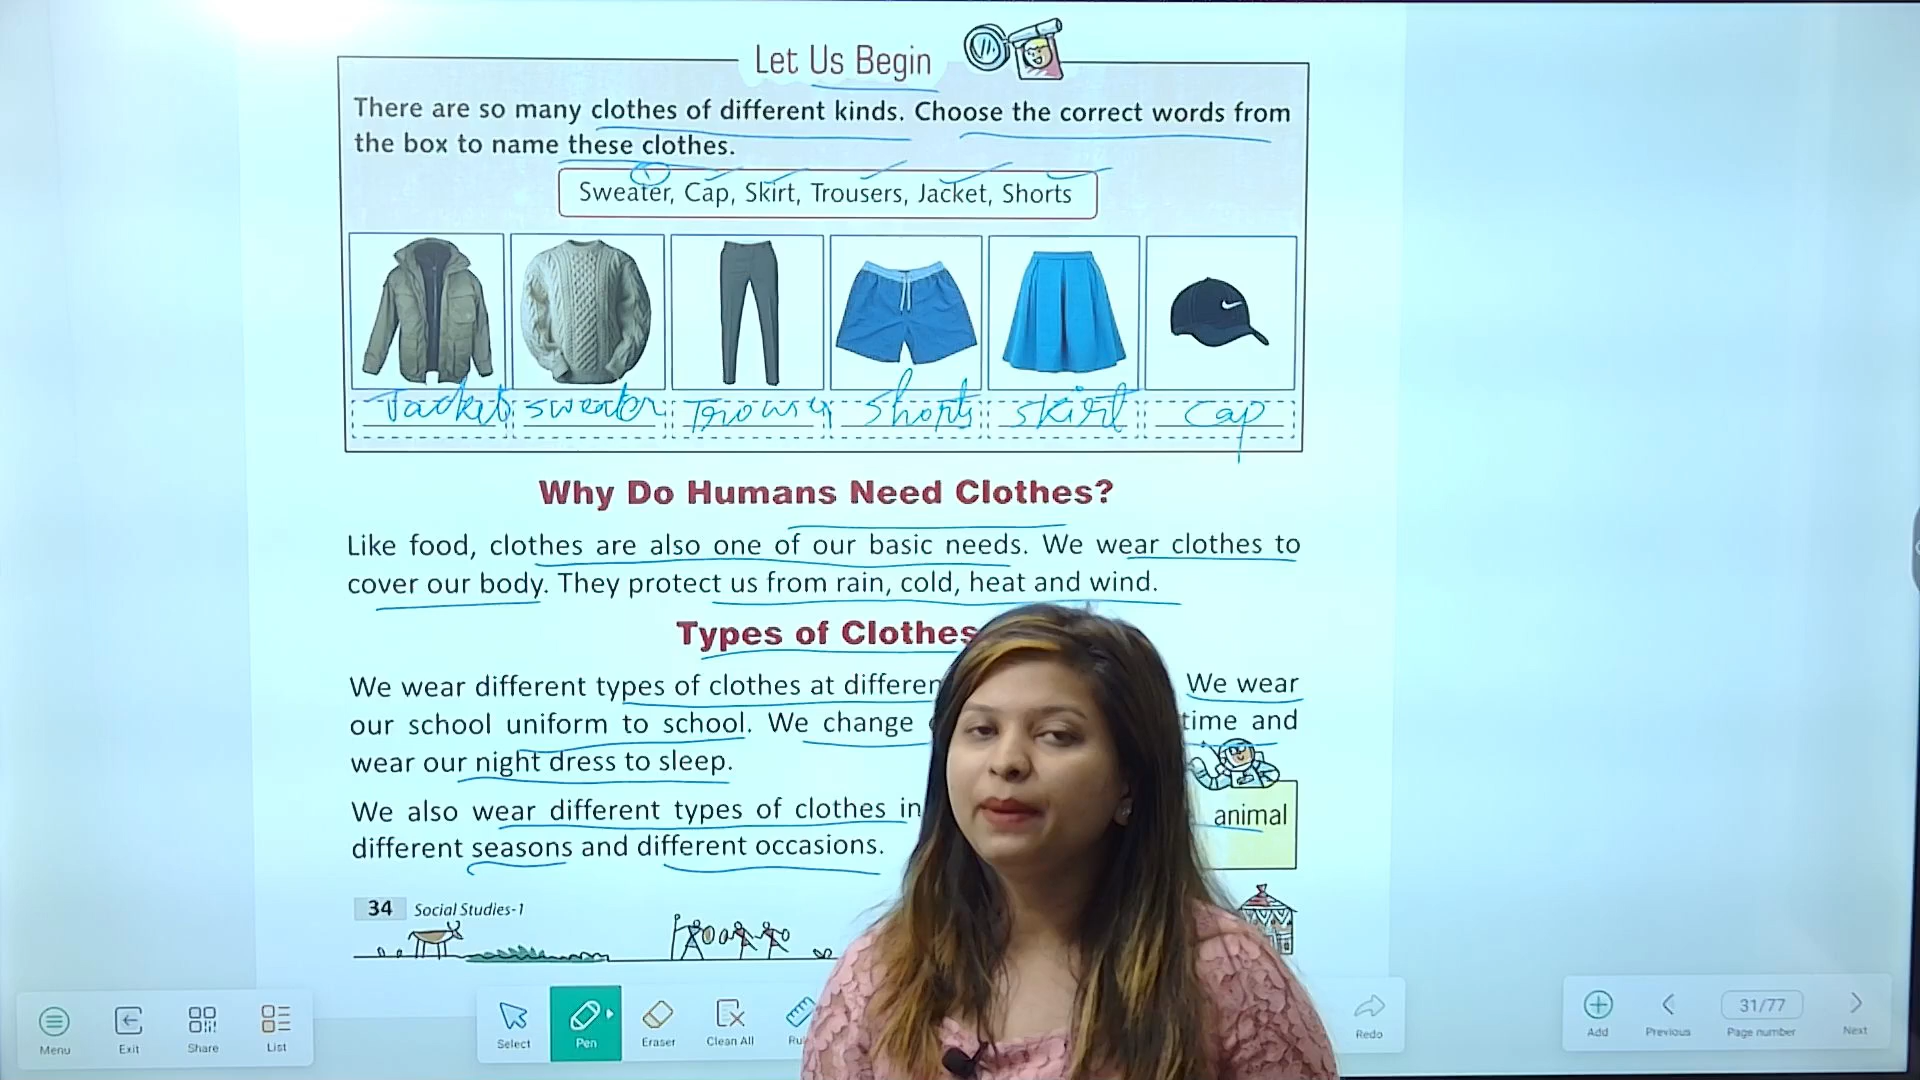 Let Us Begin
There are so many clothes of different kinds. Choose the correct words from
the box to name these clothes.
Sweater, Cap, Skirt, Trousers, Jacket, Shorts
Jacket sweater Shorts Skirt Cap
Why Do Humans Need Clothes?
Like food, clothes are also one of our basic needs. We wear clothes to
cover our body. They protect us from rain, cold, heat and wind.
Types of Clothes
We wear different types of clothes at We wear
our school uniform to school. We change time and
wear our night dress to sleep.
We also wear different types of clothes in animal
different seasons and different occasions.
34 Social Studies-1
Menu Exit Share List Select Pen Eraser Clean All Redo Add Previous 31/77 Page number Next